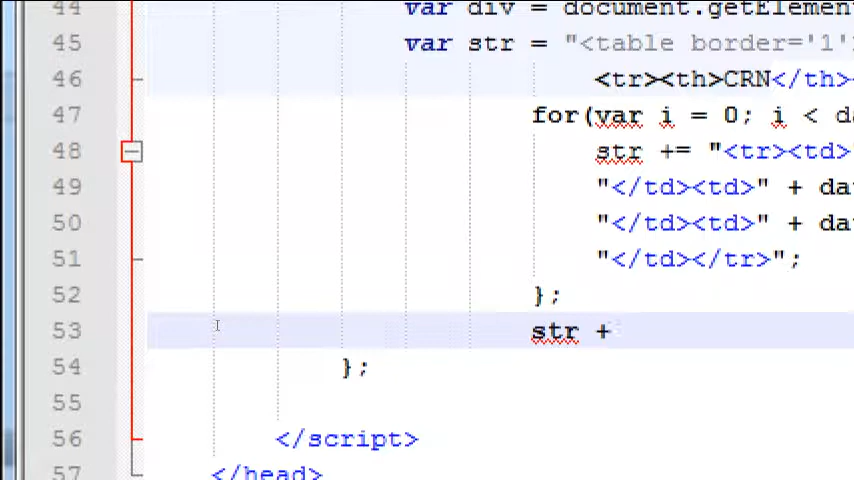 44 var div = document.getElement
45 var str = "<table border='1'
46 <tr><th>CRN</th>
47 for(var i = 0; i < da
48 str += "<tr><td>
49 "</td><td>" + da
50 "</td><td>" + da
51 "</td></tr>";
52 };
53 str +
54 };
55
56 </script>
57 </head>